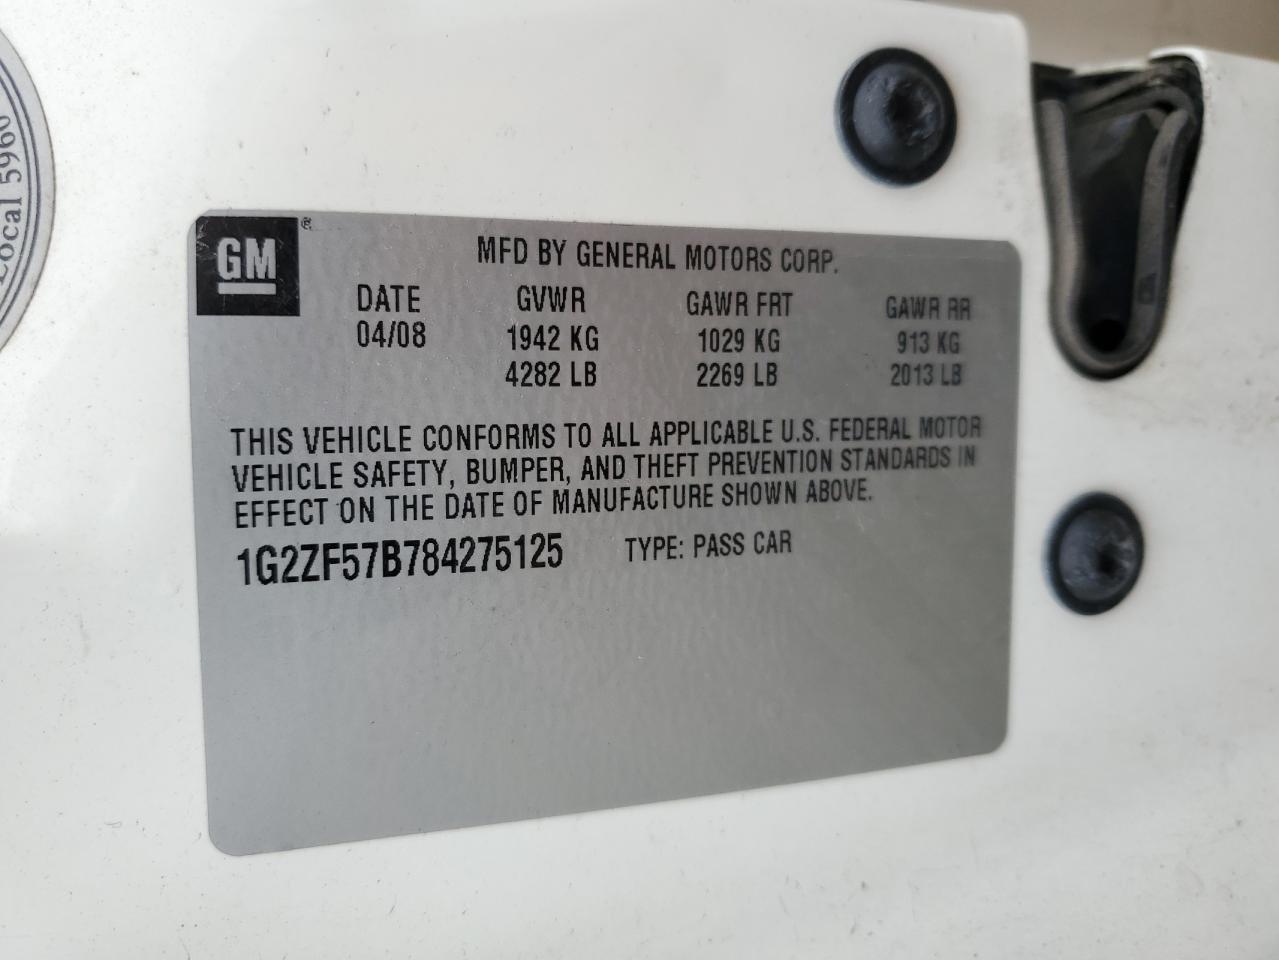 Local 5960
GM ®
MFD BY GENERAL MOTORS CORP.
DATE GVWR GAWR FRT GAWR RR
04/08 1942 KG 1029 KG 913 KG
4282 LB 2269 LB 2013 LB
THIS VEHICLE CONFORMS TO ALL APPLICABLE U.S. FEDERAL MOTOR
VEHICLE SAFETY, BUMPER, AND THEFT PREVENTION STANDARDS IN
EFFECT ON THE DATE OF MANUFACTURE SHOWN ABOVE.
1G2ZF57B784275125 TYPE: PASS CAR